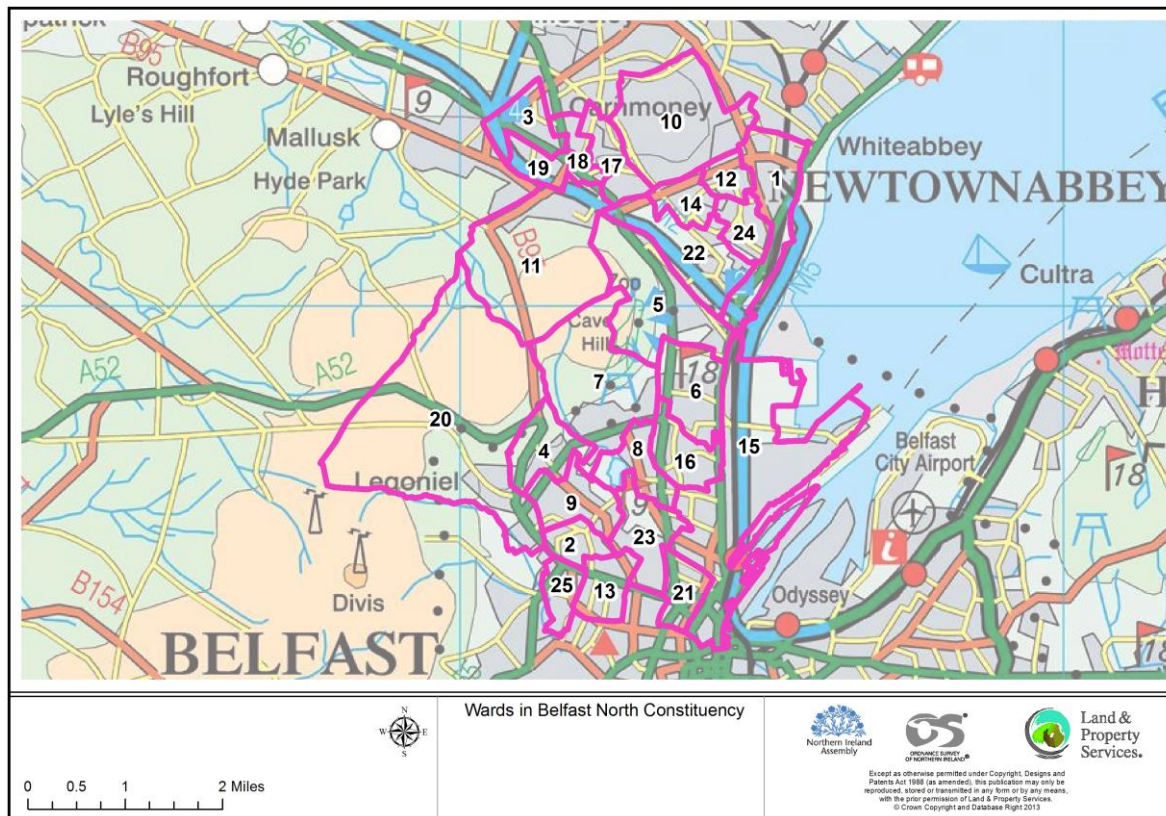 patrick
A6
B95
Roughfort
Lyle's Hill
9
Mallusk
Hyde Park
3
4
Carnmoney
10
19
18
17
Whiteabbey
12
1
NEWTOWNABBEY
14
24
22
11
5
Cave
Hill
Cultra
M5
A52
A52
7
18
6
20
4
8
16
15
Belfast
City Airport
Legoniel
9
9
23
2
18
i
B154
Divis
25
13
21
Odyssey
BELFAST
Wards in Belfast North Constituency
N
W
E
S
0 0.5 1 2 Miles
Northern Ireland
Assembly
OS
ORDNANCE SURVEY
OF NORTHERN IRELAND
Land &
Property
Services.
Except as otherwise permitted under Copyright, Designs and
Patents Act 1988 (as amended), this publication may only be
reproduced, stored or transmitted in any form or by any means,
with the prior permission of Land & Property Services.
© Crown Copyright and Database Right 2013